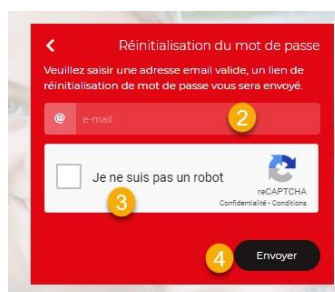 Réinitialisation du mot de passe
Veuillez saisir une adresse email valide, un lien de
réinitialisation de mot de passe vous sera envoyé.
@ e-mail 2
Je ne suis pas un robot
3
reCAPTCHA
Confidentialité - Conditions
4 Envoyer